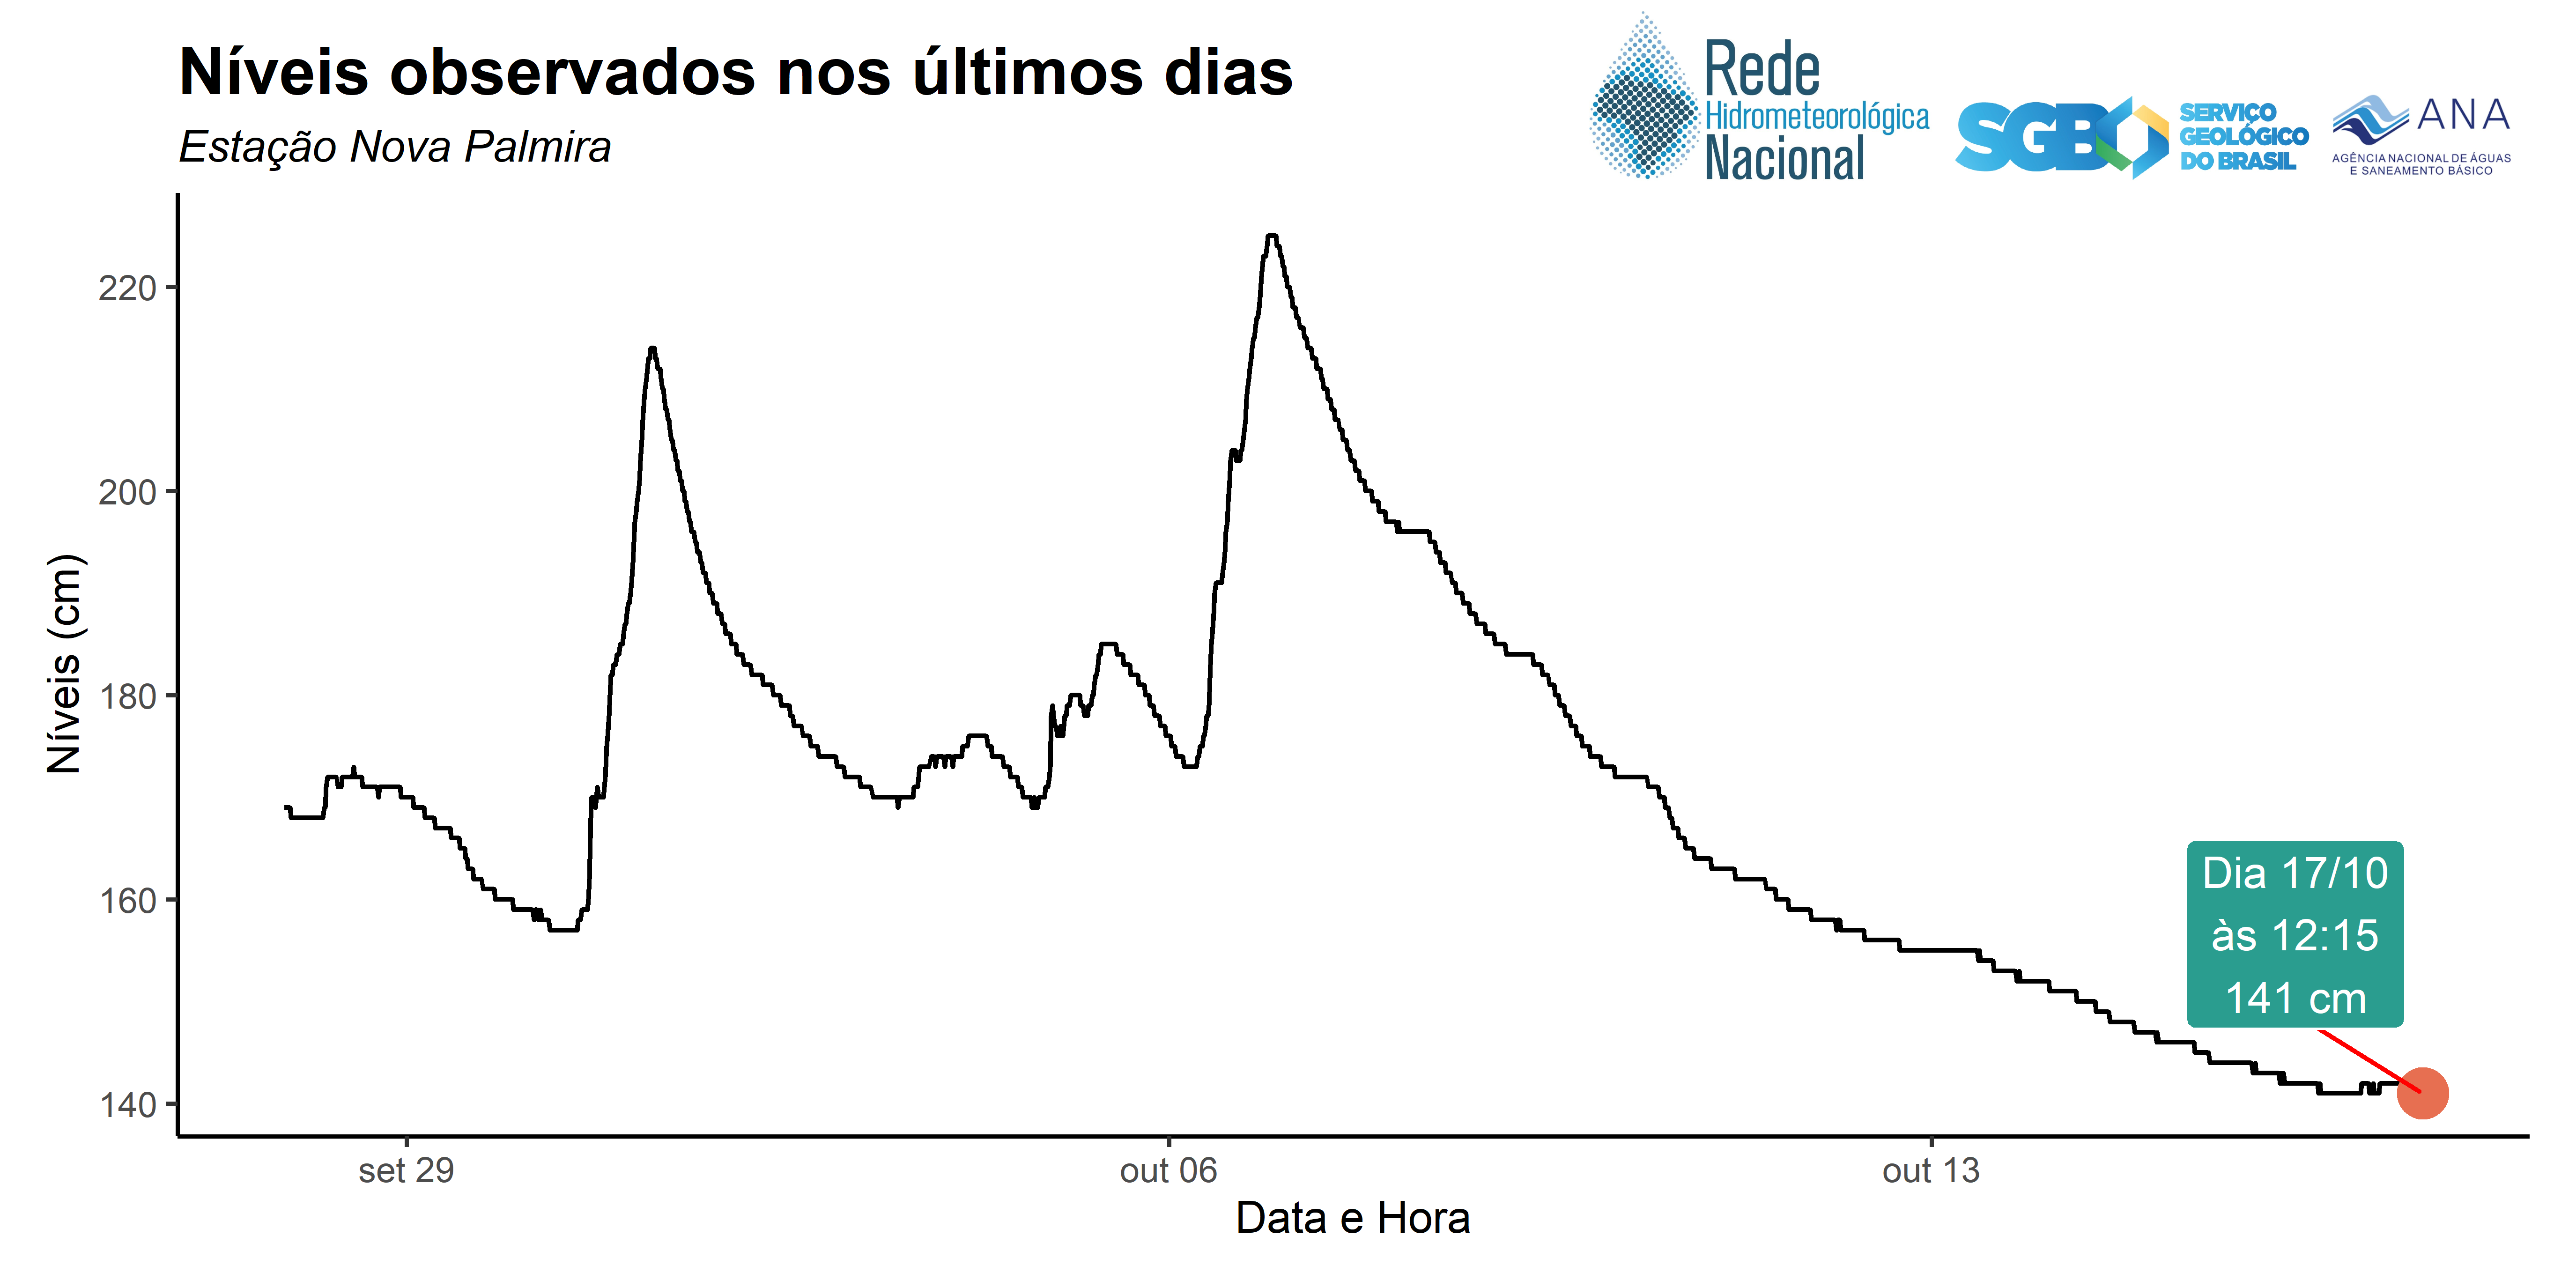 Níveis observados nos últimos dias
Estação Nova Palmira
Rede
Hidrometeorológica
Nacional
SGB
SERVIÇO
GEOLÓGICO
DO BRASIL
ANA
AGÊNCIA NACIONAL DE ÁGUAS
E SANEAMENTO BÁSICO
Níveis (cm)
220
200
180
160
140
Dia 17/10
às 12:15
141 cm
set 29
out 06
out 13
Data e Hora